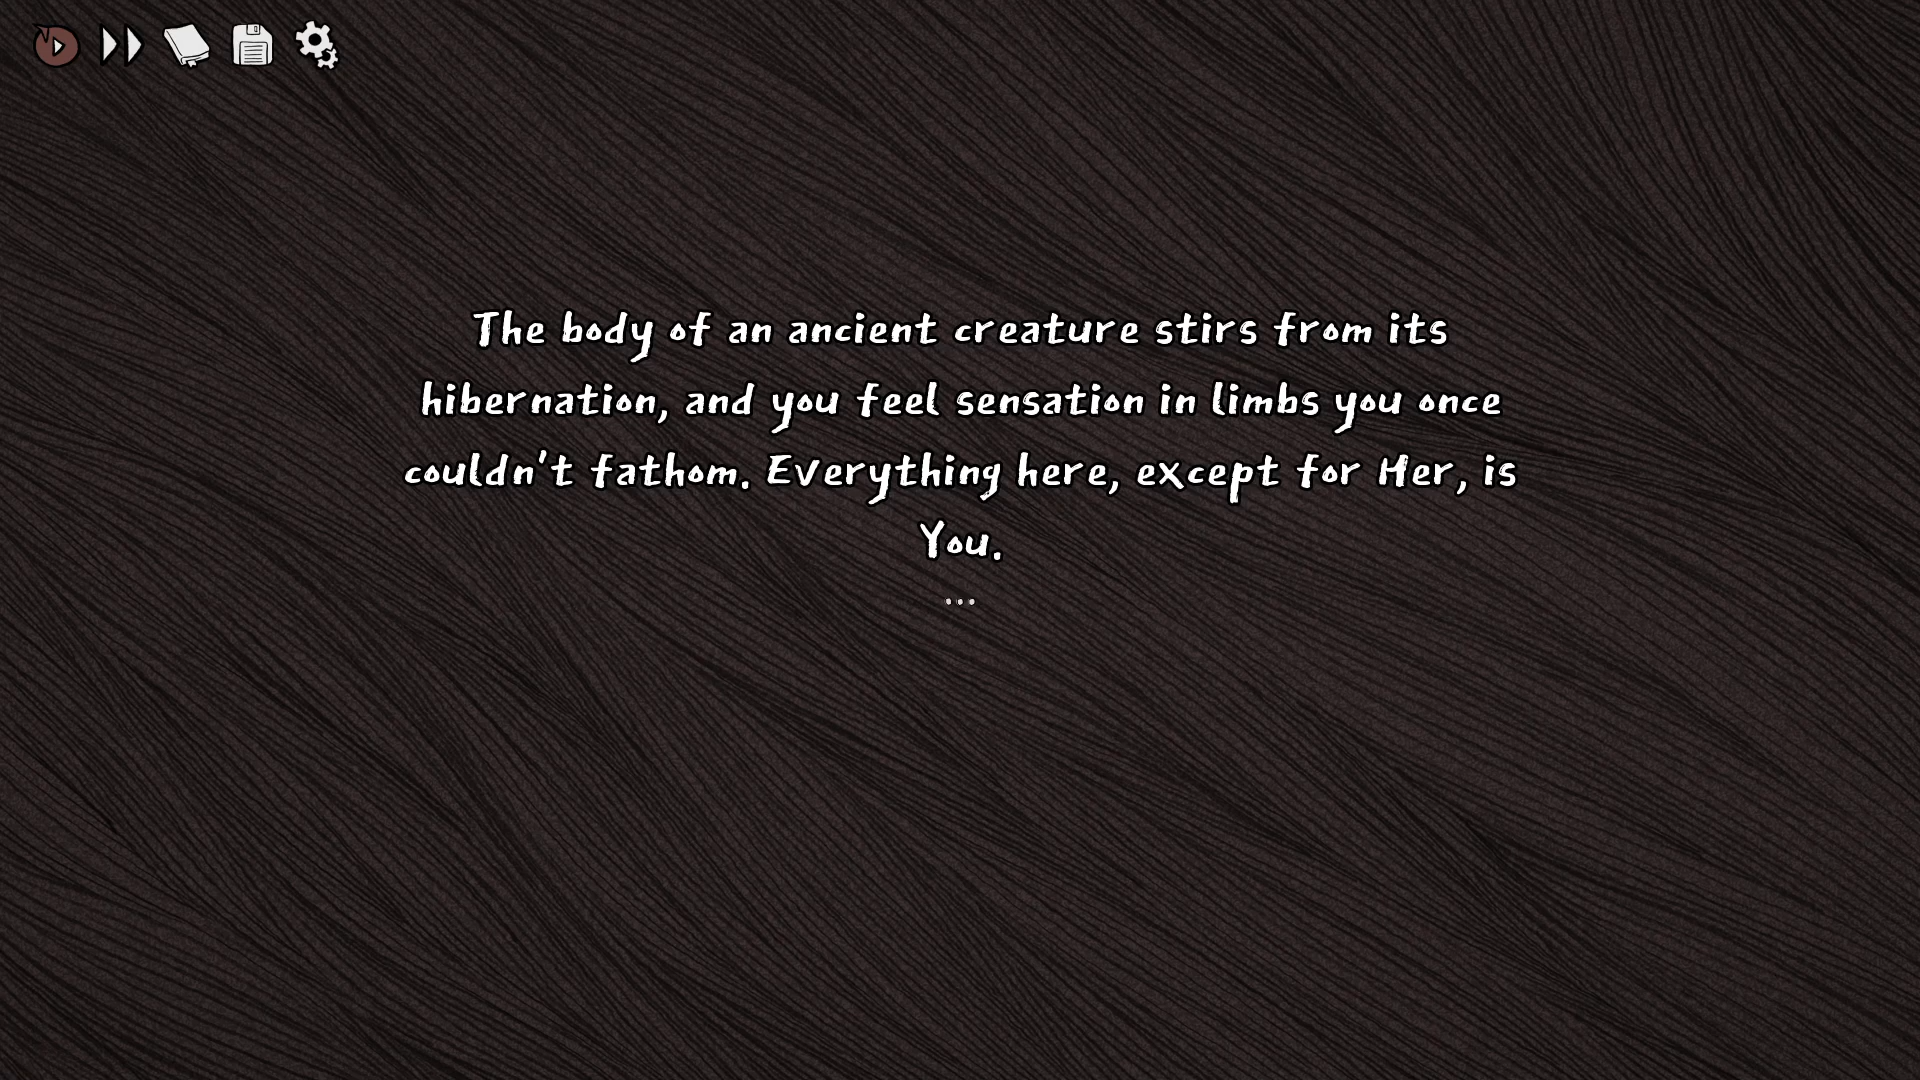 The body of an ancient creature stirs from its
hibernation, and you feel sensation in limbs you once
couldn't fathom. Everything here, except for Her, is
You.
...